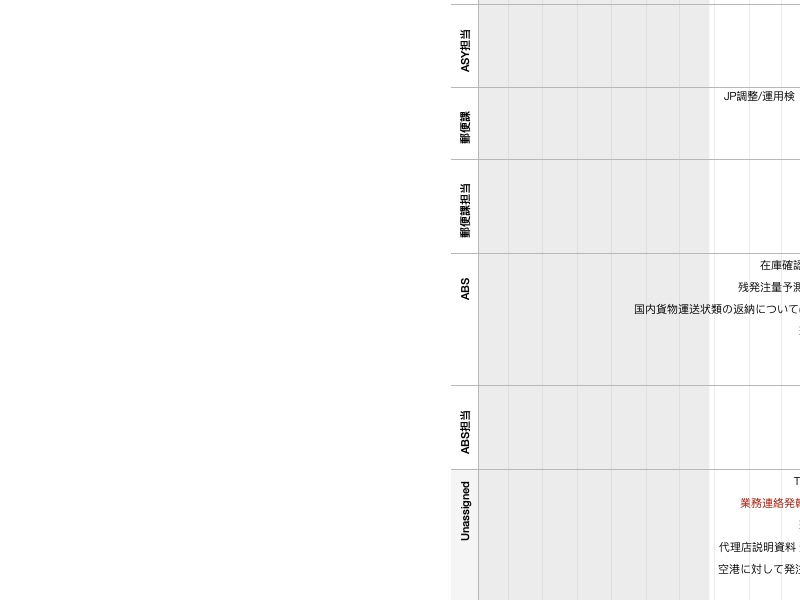 ASY担当
郵便課
JP調整/運用検
郵便課担当
ABS
在庫確認
残発注量予測
国内貨物運送状類の返納については
ABS担当
Unassigned
T
業務連絡発
代理店説明資料
空港に対して発注